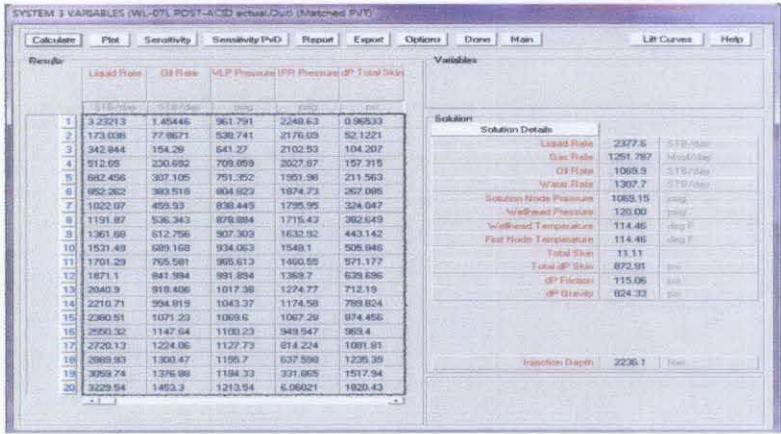 SYSTEM 3 VARIABLES (WL-07L POST-ACID actual.Out) (Matched PVT)
Calculate Plot Sensitivity Sensitivity PvD Report Export Options Done Main Lift Curves Help
Results
Variables
Liquid Rate Oil Rate VLP Pressure IPR Pressure dP Total Skin
STB/day STB/day psig psig psi
1 3.23213 1.45446 961.791 2248.63 0.96533
2 173.038 77.8671 538.741 2176.09 52.1221
3 342.844 154.28 641.27 2102.53 104.207
4 512.65 230.692 709.859 2027.87 157.315
5 682.456 307.105 751.352 1951.96 211.563
6 852.262 383.518 804.823 1874.73 267.085
7 1022.07 459.93 838.449 1795.95 324.047
8 1191.87 536.343 878.884 1715.43 382.649
9 1361.68 612.756 907.303 1632.92 443.142
10 1531.49 689.168 934.063 1548.1 505.846
11 1701.29 765.581 965.613 1460.55 571.177
12 1871.1 841.994 991.894 1369.7 639.696
13 2040.9 918.406 1017.38 1274.77 712.19
14 2210.71 994.819 1043.37 1174.58 789.824
15 2380.51 1071.23 1069.6 1067.28 874.456
16 2550.32 1147.64 1100.23 949.547 969.4
17 2720.13 1224.06 1127.73 814.224 1081.81
18 2889.93 1300.47 1155.7 637.598 1235.39
19 3059.74 1376.88 1184.33 331.865 1517.94
20 3229.54 1453.3 1213.54 6.06021 1820.43
Solution
Solution Details
Liquid Rate 2377.6 STB/day
Gas Rate 1251.787 Mscf/day
Oil Rate 1069.9 STB/day
Water Rate 1307.7 STB/day
Solution Node Pressure 1069.15 psig
Wellhead Pressure 120.00 psig
Wellhead Temperature 114.46 deg F
First Node Temperature 114.46 deg F
Total Skin 11.11
Total dP Skin 872.91 psi
dP Friction 115.06 psi
dP Gravity 824.33 psi
Injection Depth 2236.1 feet